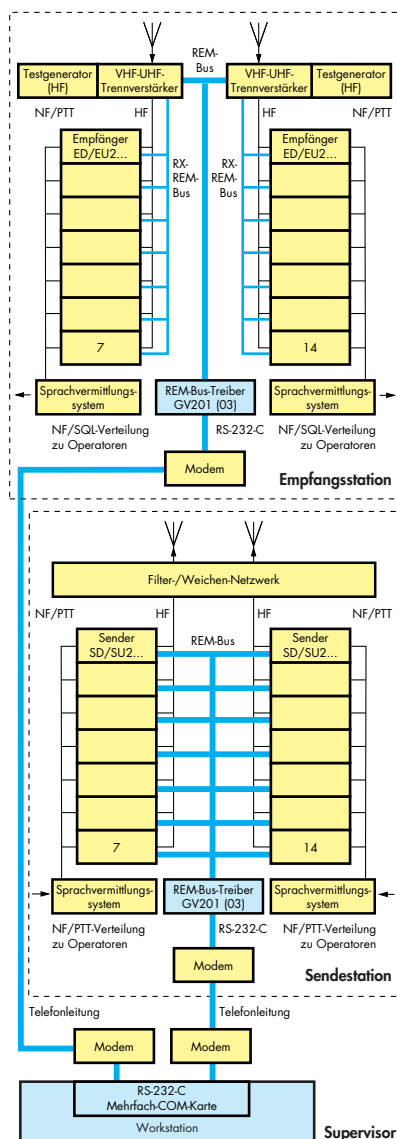 REM-
Bus
Testgenerator
(HF)
VHF-UHF-
Trennverstärker
VHF-UHF-
Trennverstärker
Testgenerator
(HF)
NF/PTT
HF
HF
NF/PTT
Empfänger
ED/EU2...
RX-
REM-
Bus
RX-
REM-
Bus
Empfänger
ED/EU2...
7
14
Sprachvermittlungs-
system
REM-Bus-Treiber
GV201 (03)
Sprachvermittlungs-
system
NF/SQL-Verteilung
zu Operatoren
RS-232-C
NF/SQL-Verteilung
zu Operatoren
Modem
Empfangsstation
Filter-/Weichen-Netzwerk
NF/PTT
HF
HF
NF/PTT
Sender
SD/SU2...
REM-Bus
Sender
SD/SU2...
7
14
Sprachvermittlungs-
system
REM-Bus-Treiber
GV201 (03)
Sprachvermittlungs-
system
NF/PTT-Verteilung
zu Operatoren
RS-232-C
NF/PTT-Verteilung
zu Operatoren
Modem
Sendestation
Telefonleitung
Telefonleitung
Modem
Modem
RS-232-C
Mehrfach-COM-Karte
Workstation
Supervisor